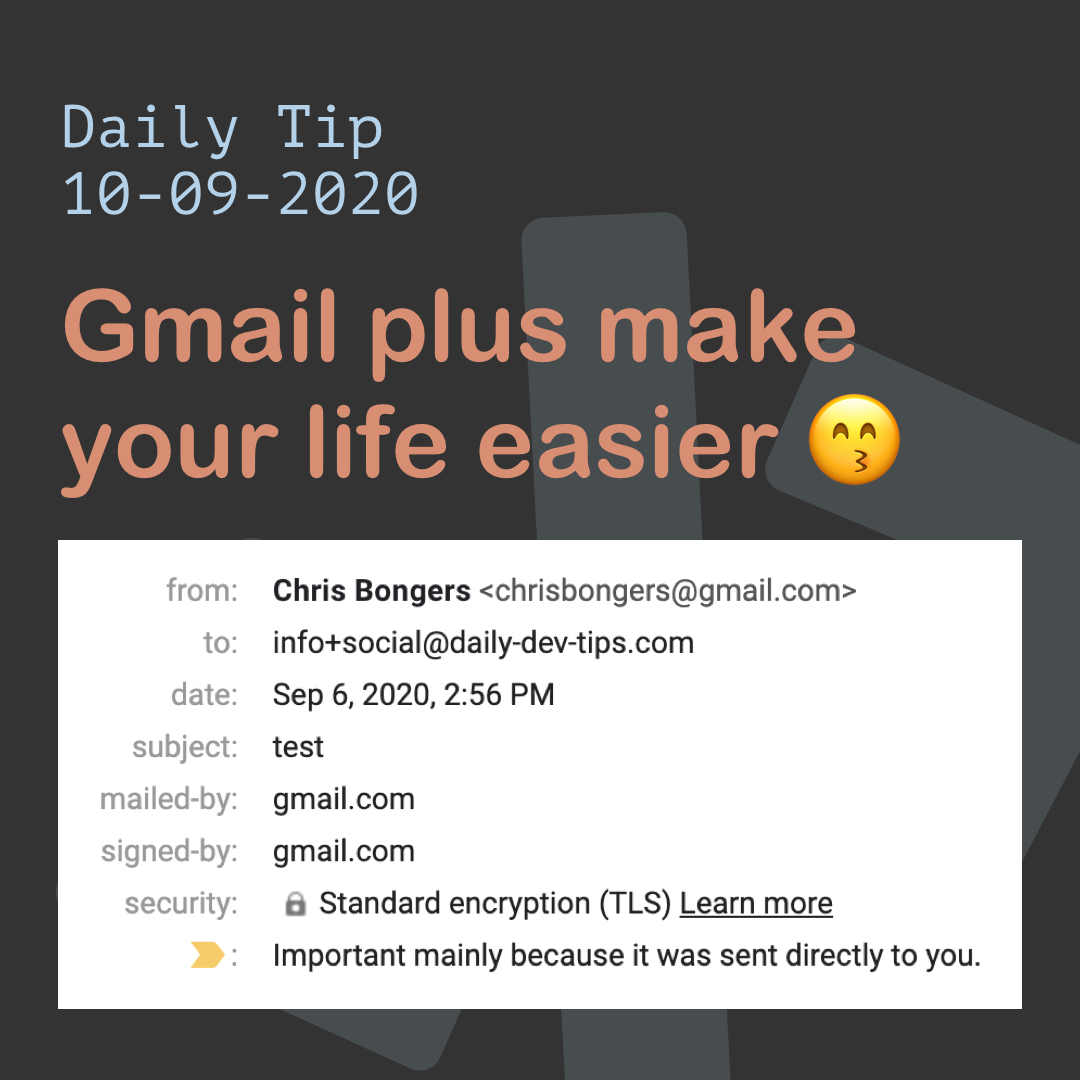 Daily Tip
10-09-2020
Gmail plus make
your life easier 😙
from: Chris Bongers <chrisbongers@gmail.com>
to: info+social@daily-dev-tips.com
date: Sep 6, 2020, 2:56 PM
subject: test
mailed-by: gmail.com
signed-by: gmail.com
security: Standard encryption (TLS) Learn more
: Important mainly because it was sent directly to you.